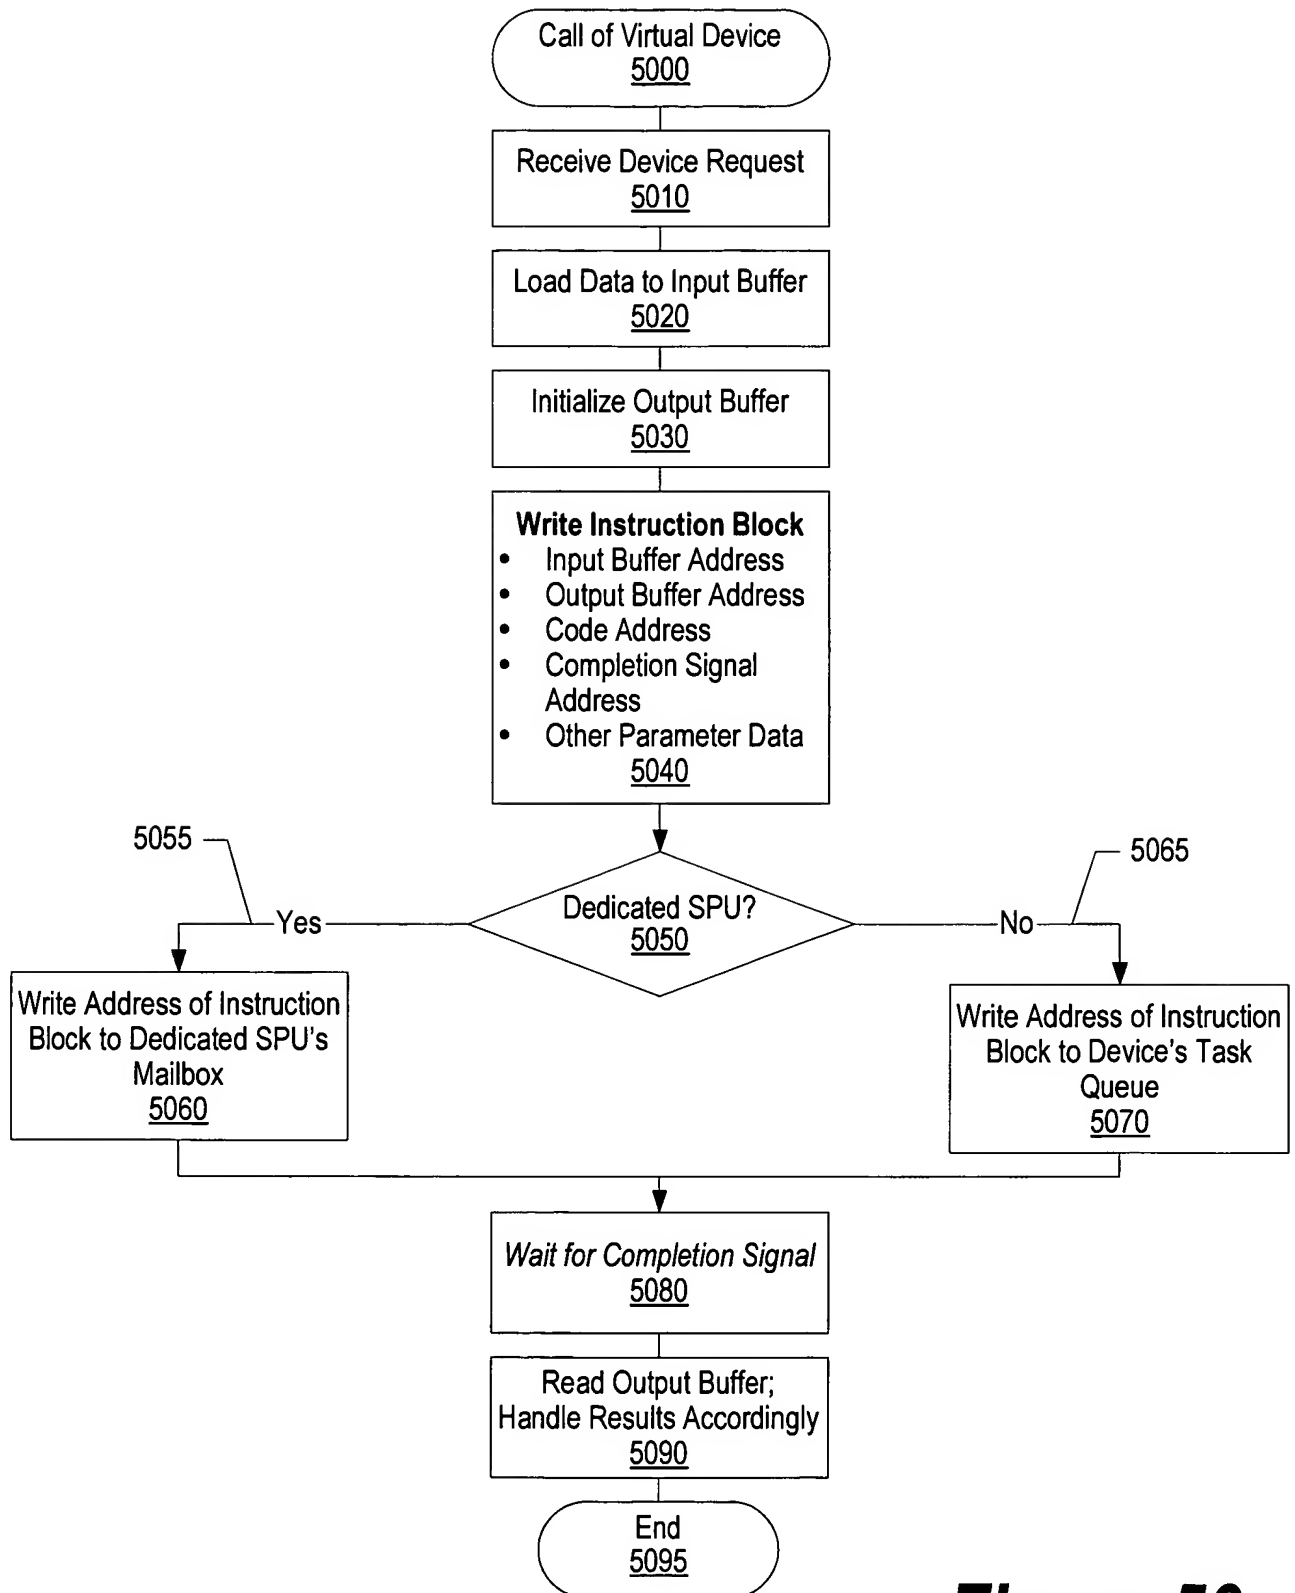 Call of Virtual Device
5000
Receive Device Request
5010
Load Data to Input Buffer
5020
Initialize Output Buffer
5030
Write Instruction Block
• Input Buffer Address
• Output Buffer Address
• Code Address
• Completion Signal
Address
• Other Parameter Data
5040
5055
5065
Dedicated SPU?
5050
Yes
No
Write Address of Instruction
Block to Dedicated SPU's
Mailbox
5060
Write Address of Instruction
Block to Device's Task
Queue
5070
Wait for Completion Signal
5080
Read Output Buffer;
Handle Results Accordingly
5090
End
5095